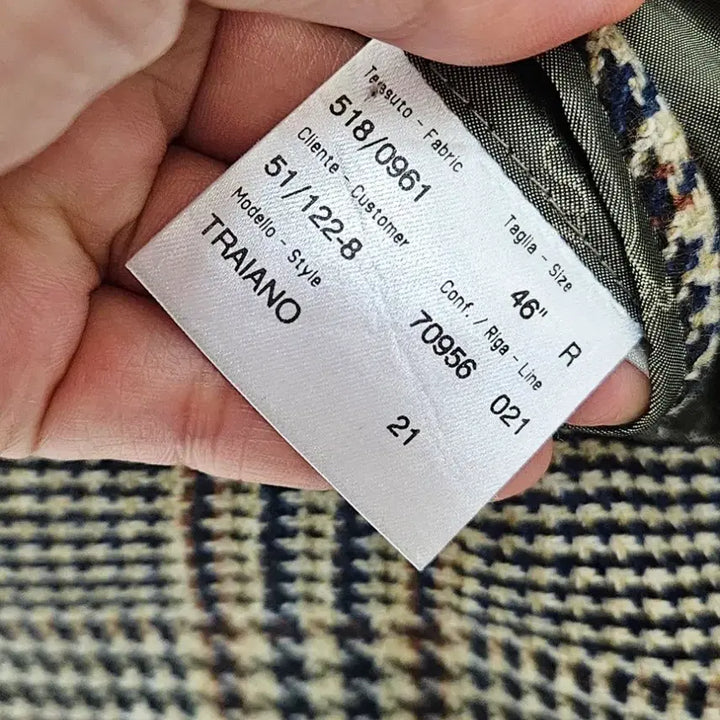 Tessuto - Fabric
518/0961
Taglia - Size
46" R
Cliente - Customer
51/122-8
Conf. / Riga - Line
70956 021
Modello - Style
TRAIANO
21